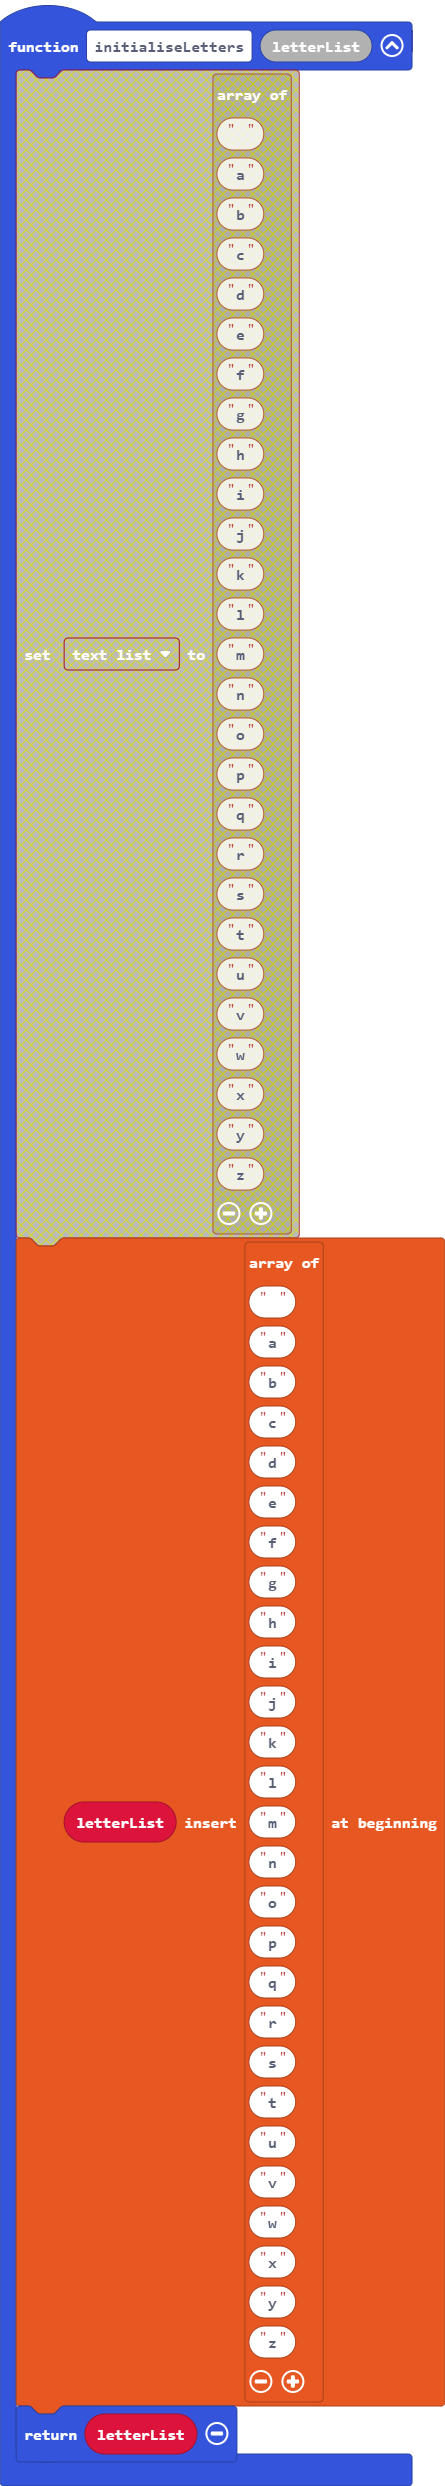 function initialiseLetters letterList
array of
" "
"a"
"b"
"c"
"d"
"e"
"f"
"g"
"h"
"i"
"j"
"k"
"l"
set text list to "m"
"n"
"o"
"p"
"q"
"r"
"s"
"t"
"u"
"v"
"w"
"x"
"y"
"z"
array of
" "
"a"
"b"
"c"
"d"
"e"
"f"
"g"
"h"
"i"
"j"
"k"
"l"
letterList insert "m" at beginning
"n"
"o"
"p"
"q"
"r"
"s"
"t"
"u"
"v"
"w"
"x"
"y"
"z"
return letterList